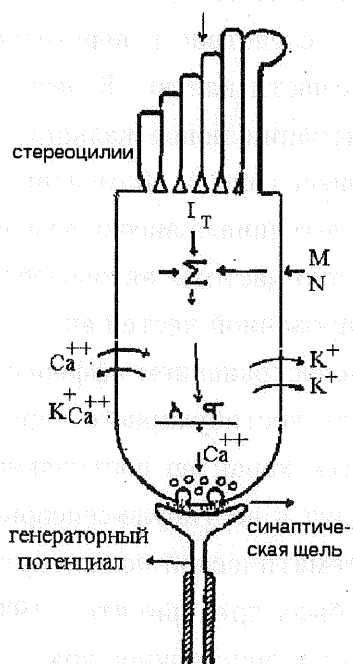 стереоцилии
I T
Σ
M
N
Ca ++
K +
K + Ca ++
K +
Ca ++
синаптиче-
ская щель
генераторный
потенциал